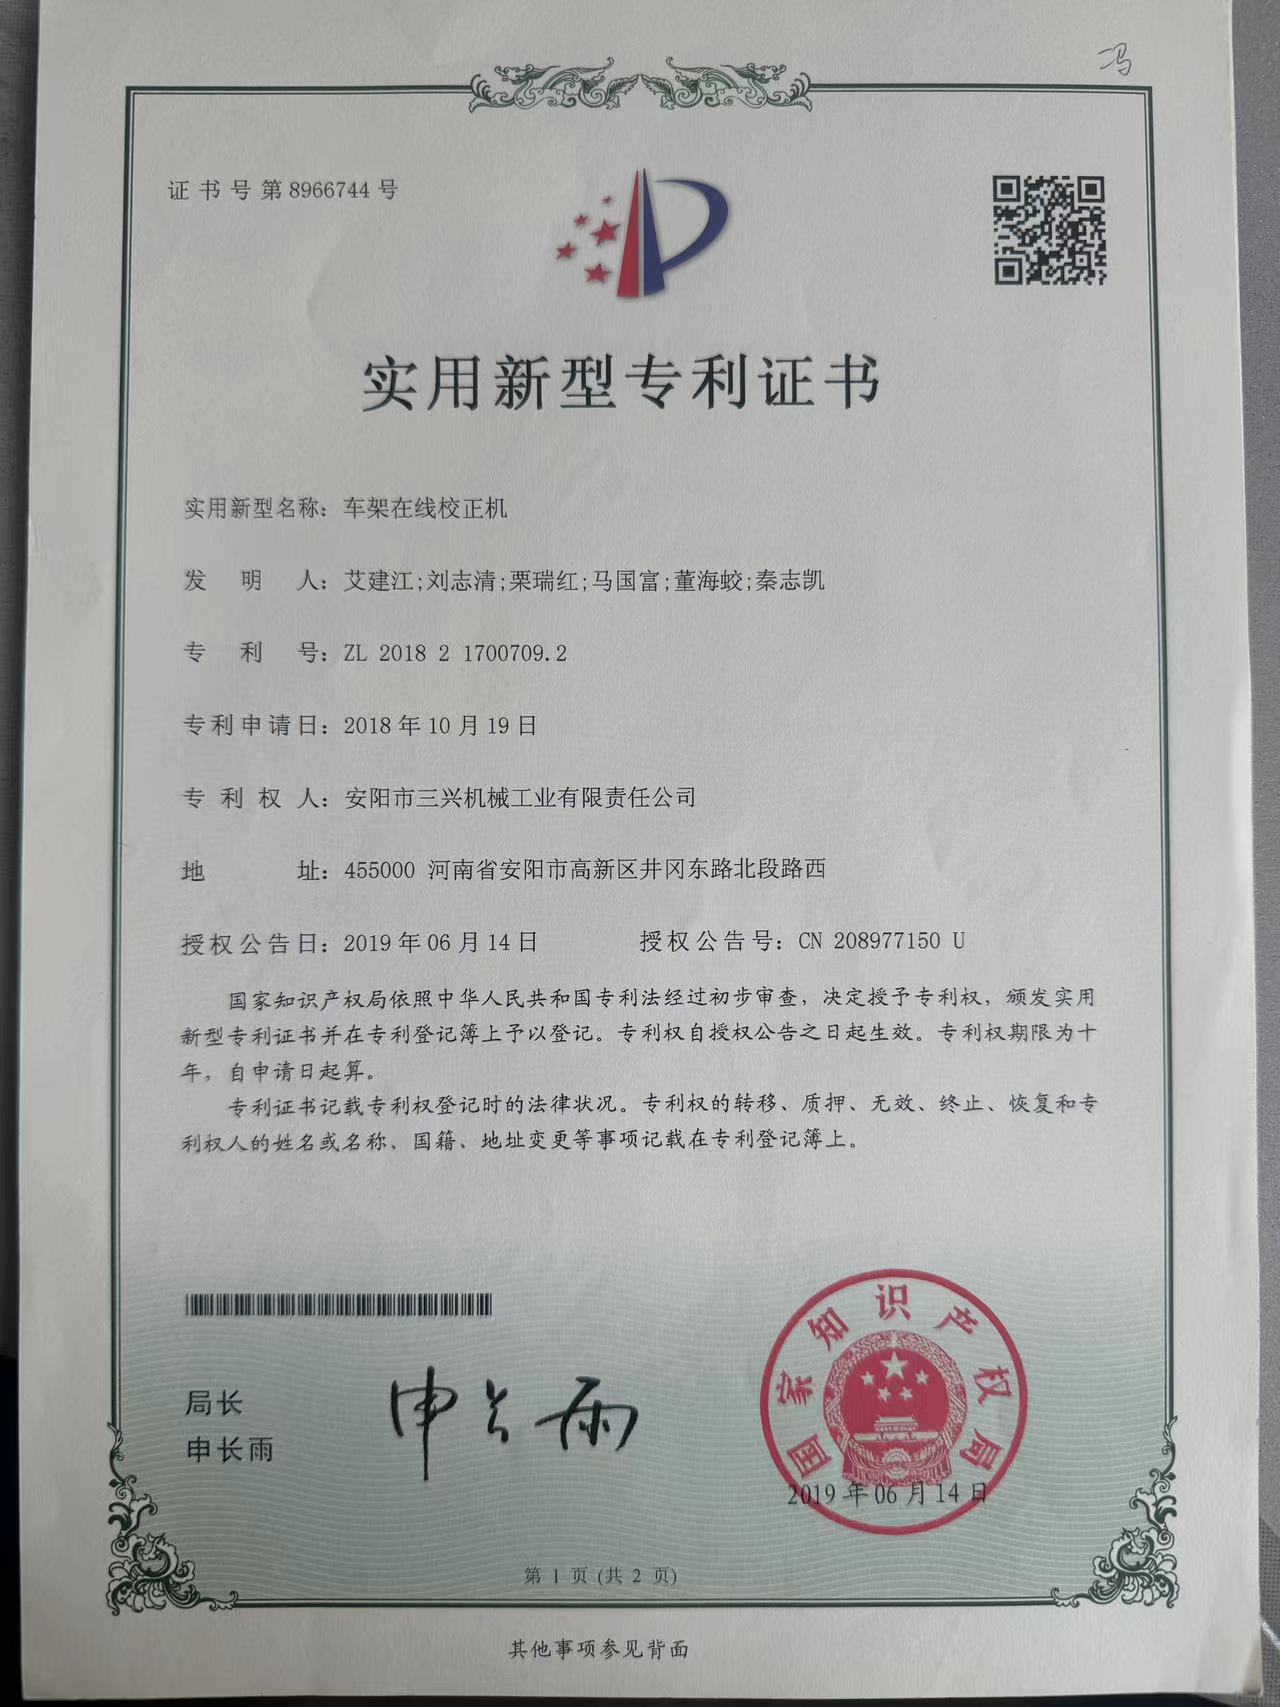 冯
证书号第8966744号
实用新型专利证书
实用新型名称：车架在线校正机
发明人：艾建江;刘志清;栗瑞红;马国富;董海蛟;秦志凯
专利号：ZL 2018 2 1700709.2
专利申请日：2018年10月19日
专利权人：安阳市三兴机械工业有限责任公司
地址：455000 河南省安阳市高新区井冈东路北段路西
授权公告日：2019年06月14日 授权公告号：CN 208977150 U
国家知识产权局依照中华人民共和国专利法经过初步审查，决定授予专利权，颁发实用
新型专利证书并在专利登记簿上予以登记。专利权自授权公告之日起生效。专利权期限为十
年，自申请日起算。
专利证书记载专利权登记时的法律状况。专利权的转移、质押、无效、终止、恢复和专
利权人的姓名或名称、国籍、地址变更等事项记载在专利登记簿上。
局长
申长雨
申长雨
国家知识产权局
2019年06月14日
第 1 页 (共 2 页)
其他事项参见背面